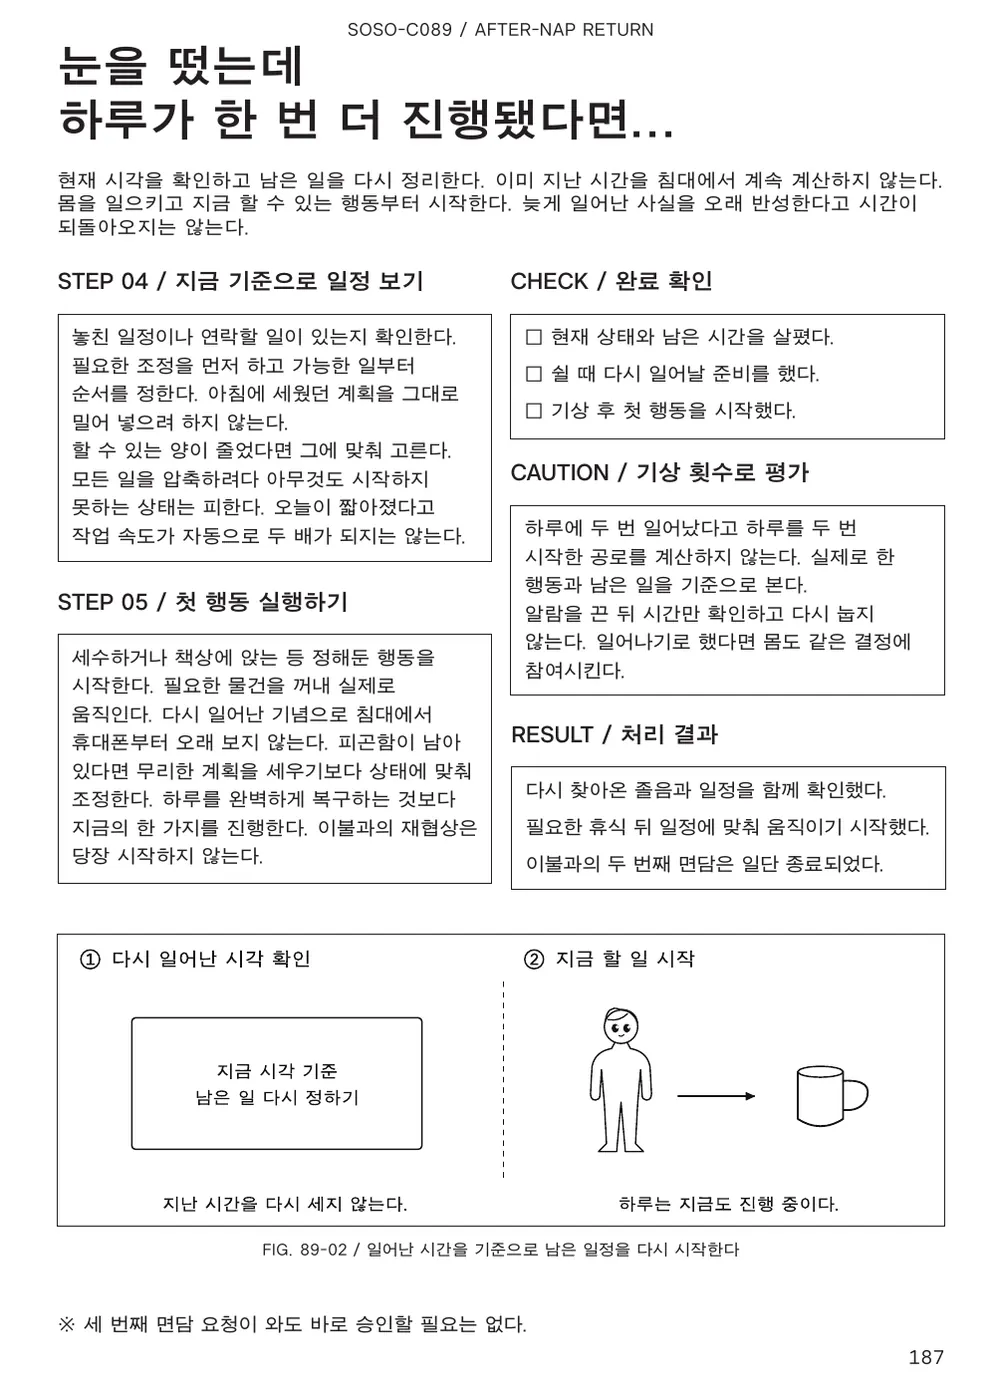 SOSO-C089 / AFTER-NAP RETURN
눈을 떴는데
하루가 한 번 더 진행됐다면...
현재 시각을 확인하고 남은 일을 다시 정리한다. 이미 지난 시간을 침대에서 계속 계산하지 않는다.
몸을 일으키고 지금 할 수 있는 행동부터 시작한다. 늦게 일어난 사실을 오래 반성한다고 시간이
되돌아오지는 않는다.
STEP 04 / 지금 기준으로 일정 보기
놓친 일정이나 연락할 일이 있는지 확인한다.
필요한 조정을 먼저 하고 가능한 일부터
순서를 정한다. 아침에 세웠던 계획을 그대로
밀어 넣으려 하지 않는다.
할 수 있는 양이 줄었다면 그에 맞춰 고른다.
모든 일을 압축하려다 아무것도 시작하지
못하는 상태는 피한다. 오늘이 짧아졌다고
작업 속도가 자동으로 두 배가 되지는 않는다.
STEP 05 / 첫 행동 실행하기
세수하거나 책상에 앉는 등 정해둔 행동을
시작한다. 필요한 물건을 꺼내 실제로
움직인다. 다시 일어난 기념으로 침대에서
휴대폰부터 오래 보지 않는다. 피곤함이 남아
있다면 무리한 계획을 세우기보다 상태에 맞춰
조정한다. 하루를 완벽하게 복구하는 것보다
지금의 한 가지를 진행한다. 이불과의 재협상은
당장 시작하지 않는다.
CHECK / 완료 확인
□ 현재 상태와 남은 시간을 살폈다.
□ 쉴 때 다시 일어날 준비를 했다.
□ 기상 후 첫 행동을 시작했다.
CAUTION / 기상 횟수로 평가
하루에 두 번 일어났다고 하루를 두 번
시작한 공로를 계산하지 않는다. 실제로 한
행동과 남은 일을 기준으로 본다.
알람을 끈 뒤 시간만 확인하고 다시 눕지
않는다. 일어나기로 했다면 몸도 같은 결정에
참여시킨다.
RESULT / 처리 결과
다시 찾아온 졸음과 일정을 함께 확인했다.
필요한 휴식 뒤 일정에 맞춰 움직이기 시작했다.
이불과의 두 번째 면담은 일단 종료되었다.
① 다시 일어난 시각 확인
지금 시각 기준
남은 일 다시 정하기
지난 시간을 다시 세지 않는다.
② 지금 할 일 시작
하루는 지금도 진행 중이다.
FIG. 89-02 / 일어난 시간을 기준으로 남은 일정을 다시 시작한다
※ 세 번째 면담 요청이 와도 바로 승인할 필요는 없다.
187